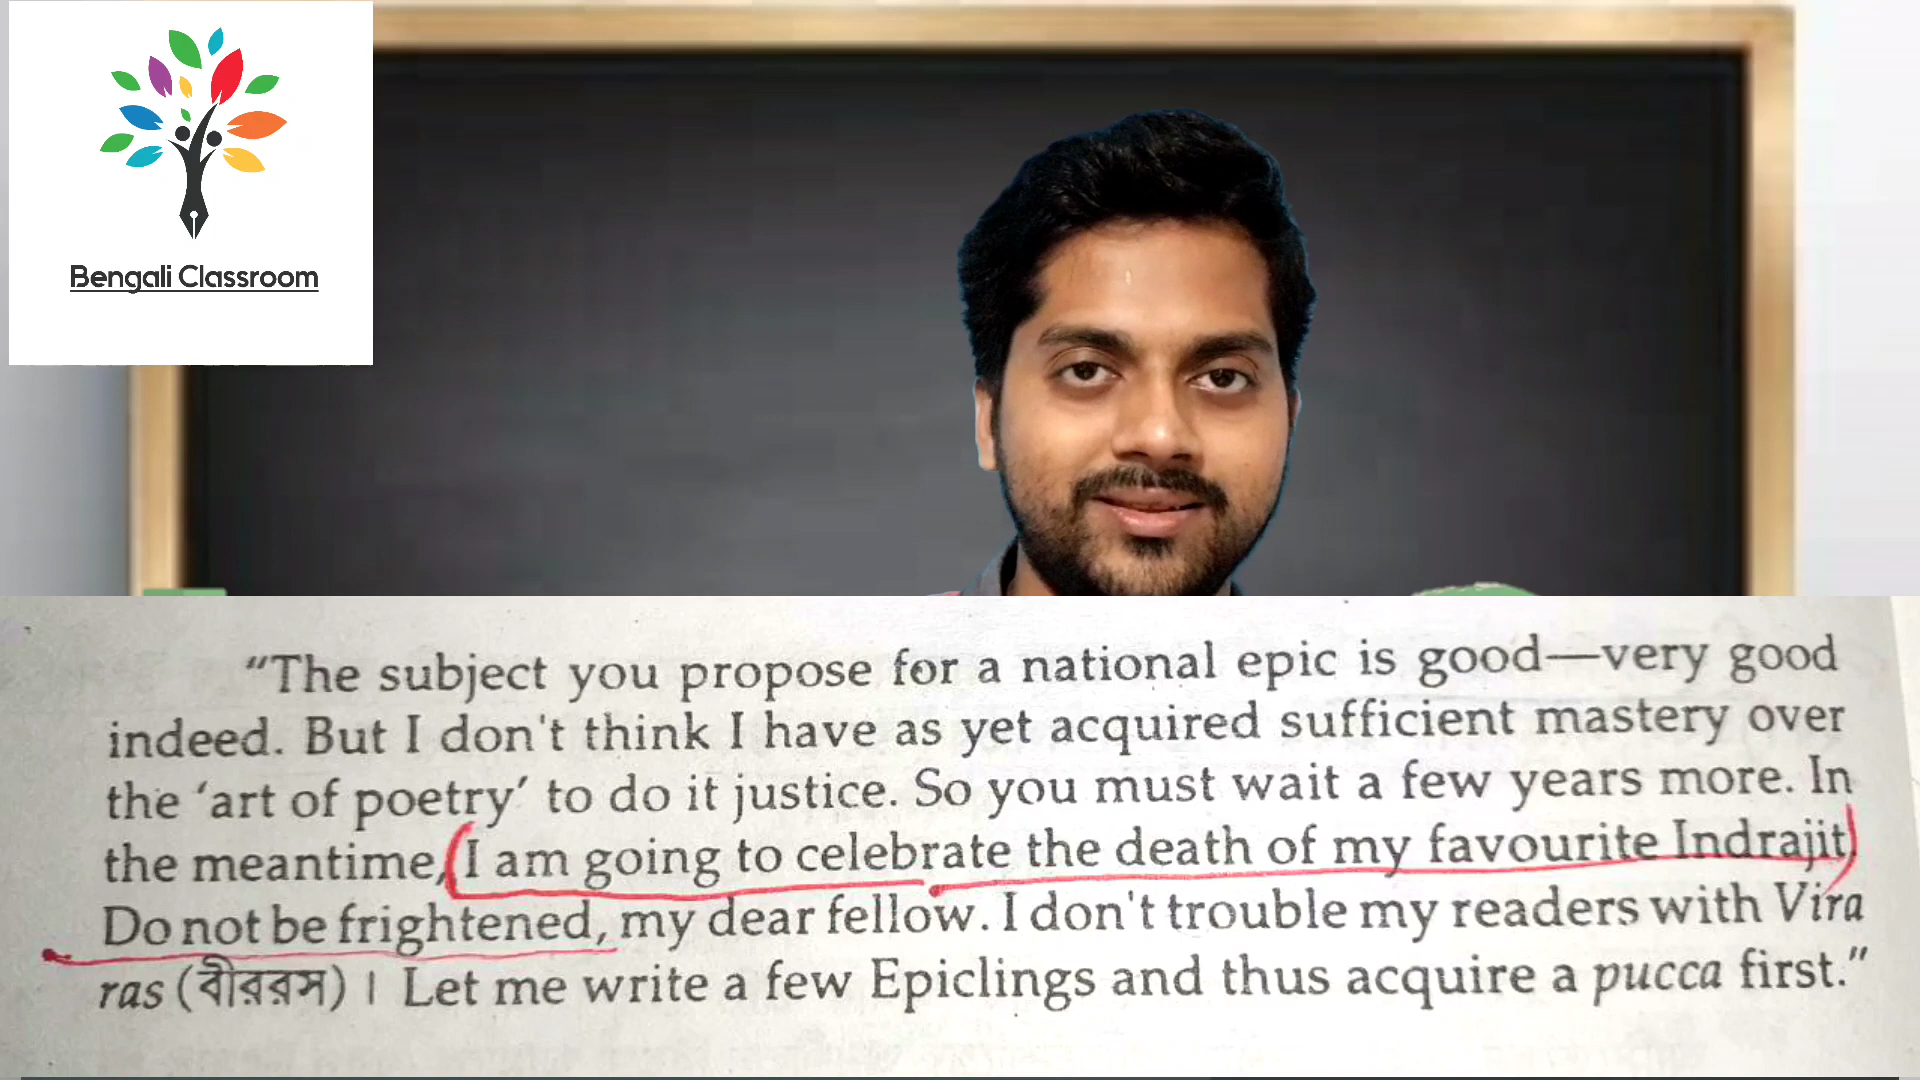 Bengali Classroom
“The subject you propose for a national epic is good—very good
indeed. But I don't think I have as yet acquired sufficient mastery over
the ‘art of poetry’ to do it justice. So you must wait a few years more. In
the meantime, I am going to celebrate the death of my favourite Indrajit)
Do not be frightened, my dear fellow. I don't trouble my readers with Vira
ras (বীররস) । Let me write a few Epiclings and thus acquire a pucca first.”